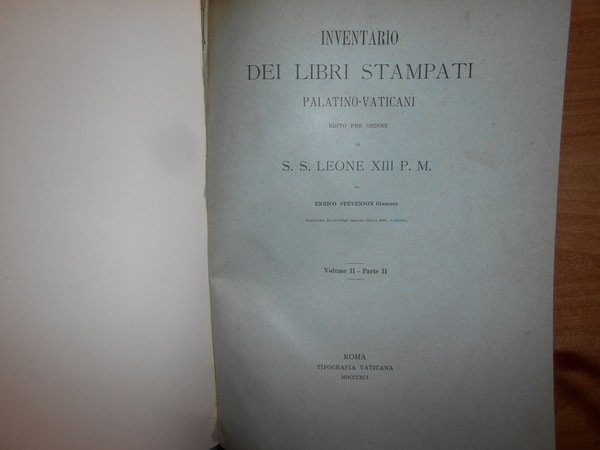 INVENTARIO
DEI LIBRI STAMPATI
PALATINO-VATICANI
EDITO PER ORDINE
DI
S. S. LEONE XIII P. M.
DA
ENRICO STEVENSON Giuniore
Volume II - Parte II
ROMA
TIPOGRAFIA VATICANA
MDCCCXCI